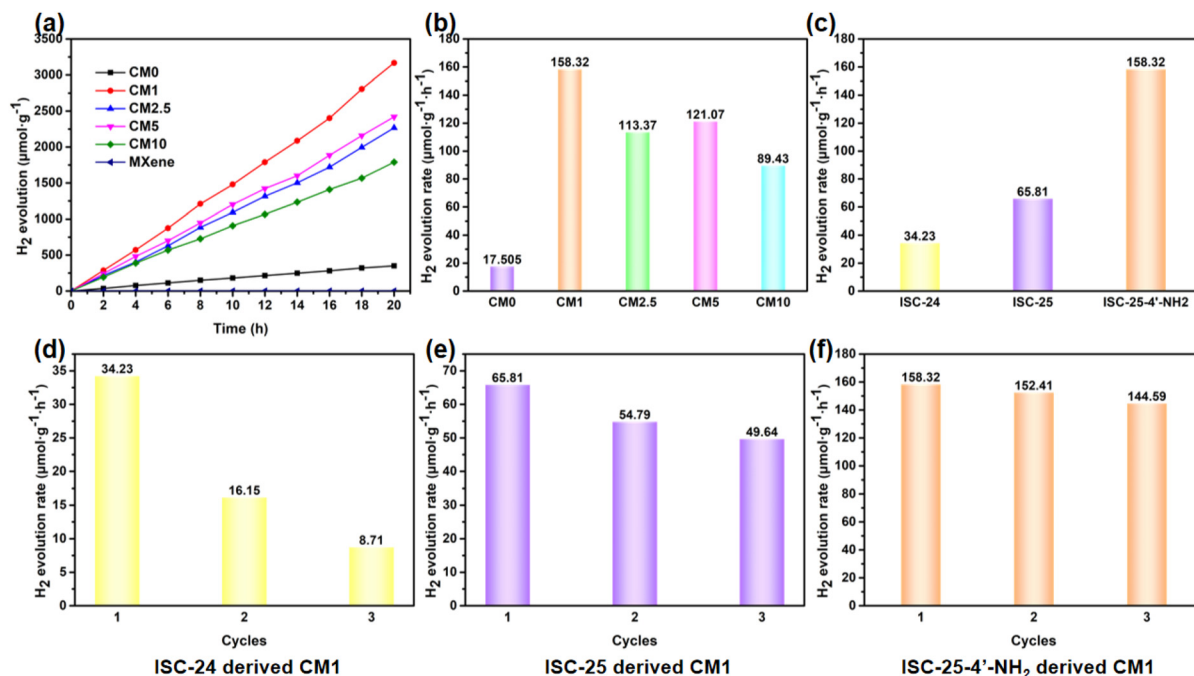 (a)
H₂ evolution (μmol·g⁻¹·h⁻¹)
3500
3000
2500
2000
1500
1000
500
0
CM0
CM1
CM2.5
CM5
CM10
MXene
0 2 4 6 8 10 12 14 16 18 20
Time (h)
(b)
H₂ evolution rate (μmol·g⁻¹·h⁻¹)
180
160
140
120
100
80
60
40
20
0
17.505
158.32
113.37
121.07
89.43
CM0 CM1 CM2.5 CM5 CM10
(c)
H₂ evolution rate (μmol·g⁻¹·h⁻¹)
180
160
140
120
100
80
60
40
20
0
34.23
65.81
158.32
ISC-24 ISC-25 ISC-25-4'-NH2
(d)
H₂ evolution rate (μmol·g⁻¹·h⁻¹)
35
30
25
20
15
10
5
0
34.23
16.15
8.71
1 2 3
Cycles
ISC-24 derived CM1
(e)
H₂ evolution rate (μmol·g⁻¹·h⁻¹)
70
60
50
40
30
20
10
0
65.81
54.79
49.64
1 2 3
Cycles
ISC-25 derived CM1
(f)
H₂ evolution rate (μmol·g⁻¹·h⁻¹)
180
160
140
120
100
80
60
40
20
0
158.32
152.41
144.59
1 2 3
Cycles
ISC-25-4'-NH₂ derived CM1